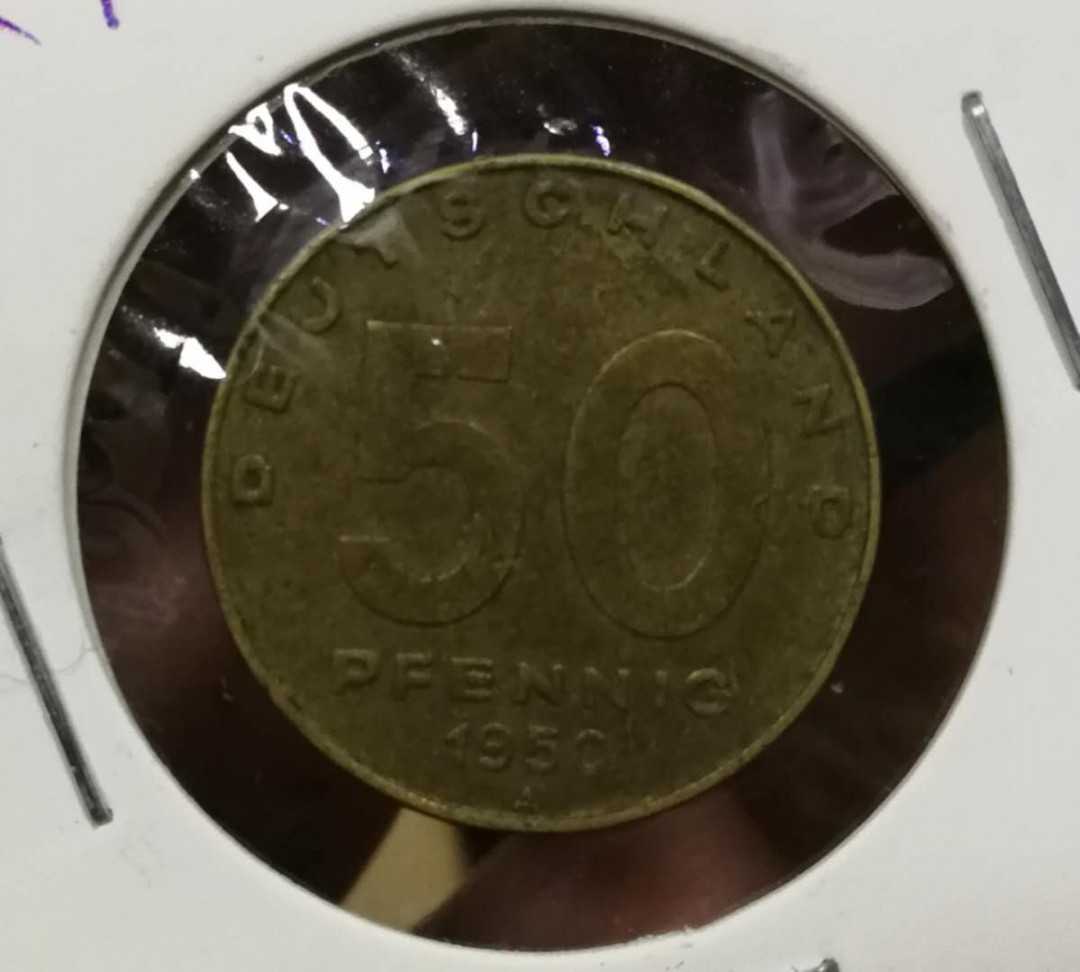 DEUTSCHLAND
50
PFENNIG
1950
A